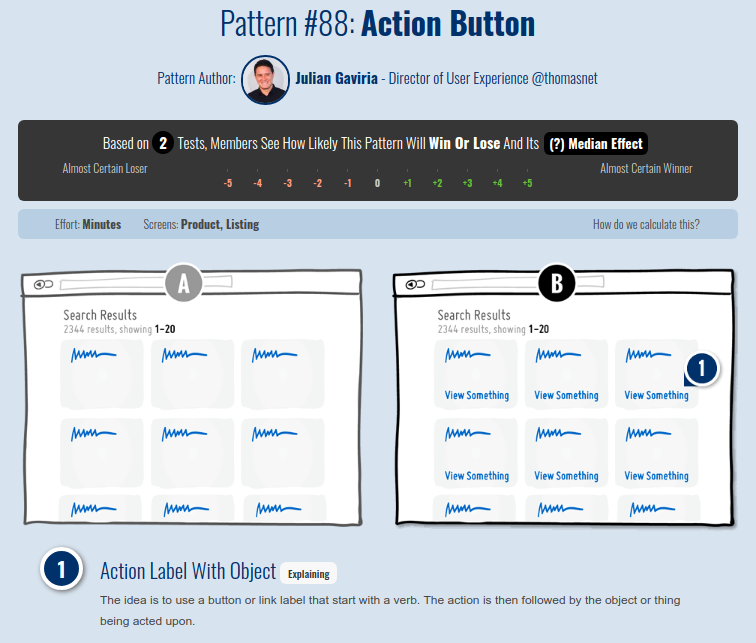 Pattern #88: Action Button
Pattern Author: Julian Gaviria - Director of User Experience @thomasnet
Based on 2 Tests, Members See How Likely This Pattern Will Win Or Lose And Its (?) Median Effect
Almost Certain Loser -5 -4 -3 -2 -1 0 +1 +2 +3 +4 +5 Almost Certain Winner
Effort: Minutes Screens: Product, Listing How do we calculate this?
A
Search Results
2344 results, showing 1-20
B
Search Results
2344 results, showing 1-20
1
View Something View Something View Something
View Something View Something View Something
1 Action Label With Object Explaining
The idea is to use a button or link label that start with a verb. The action is then followed by the object or thing
being acted upon.